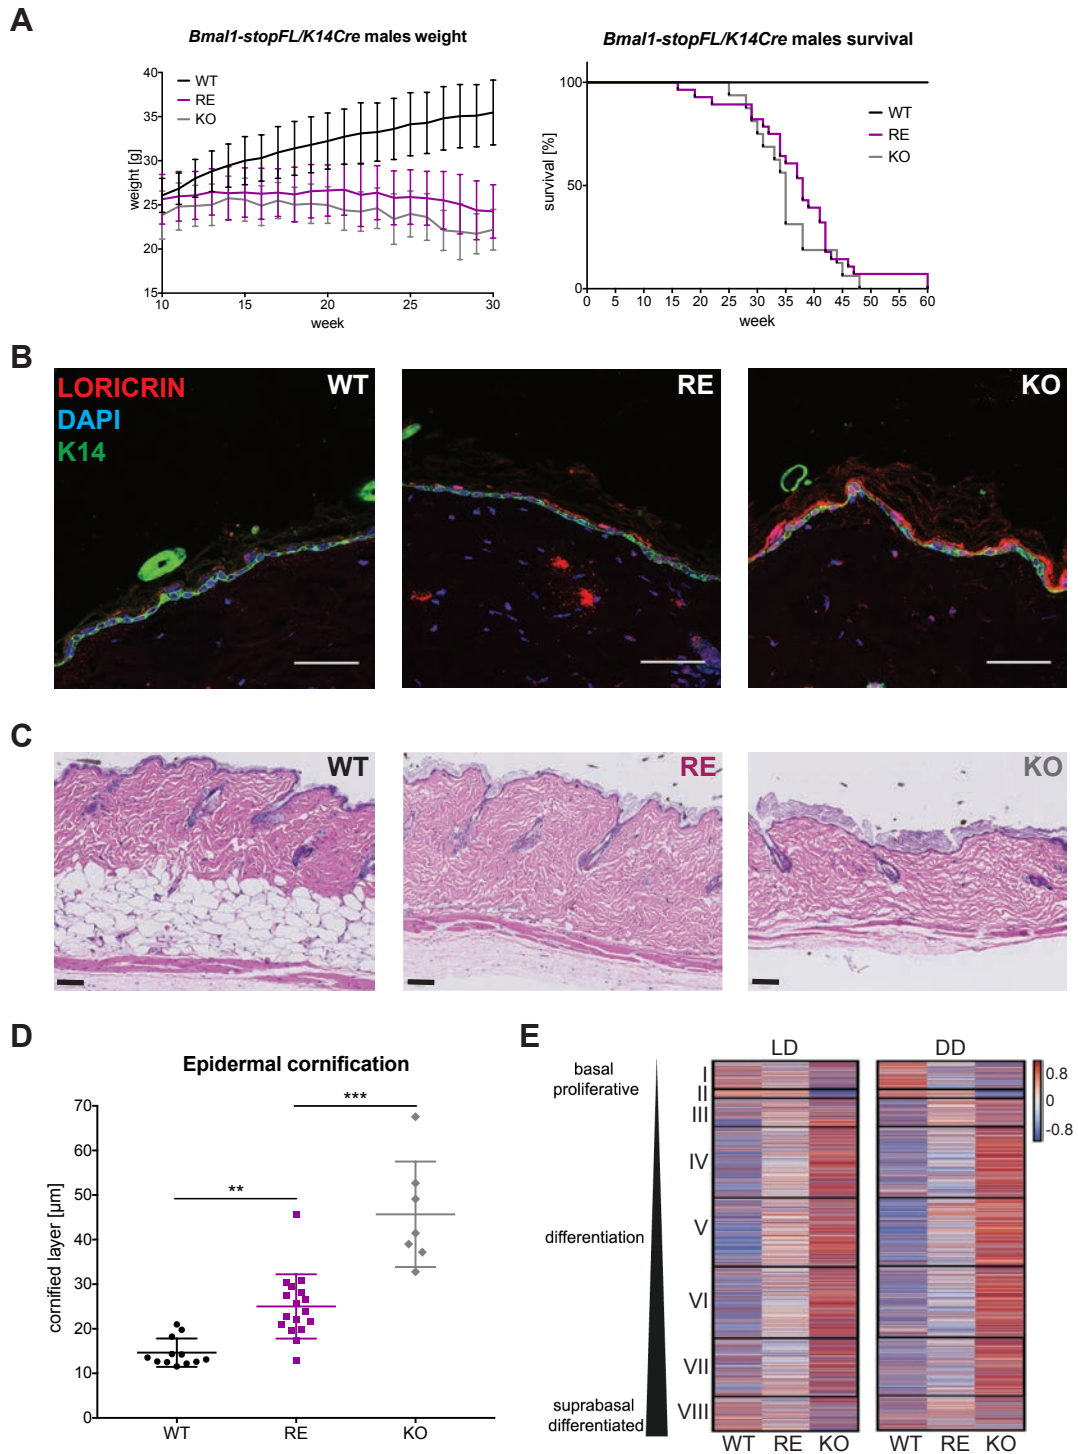 A
Bmal1-stopFL/K14Cre males weight
40
35
30
25
20
15
weight [g]
WT
RE
KO
10
15
20
25
30
week
Bmal1-stopFL/K14Cre males survival
100
50
0
survival [%]
WT
RE
KO
0
5
10
15
20
25
30
35
40
45
50
55
60
week
B
LORICRIN
DAPI
K14
WT
RE
KO
C
WT
RE
KO
D
Epidermal cornification
70
60
50
40
30
20
10
0
cornified layer [µm]
**
***
WT
RE
KO
E
LD
DD
basal
proliferative
differentiation
suprabasal
differentiated
I
II
III
IV
V
VI
VII
VIII
0.8
0
-0.8
WT RE KO
WT RE KO